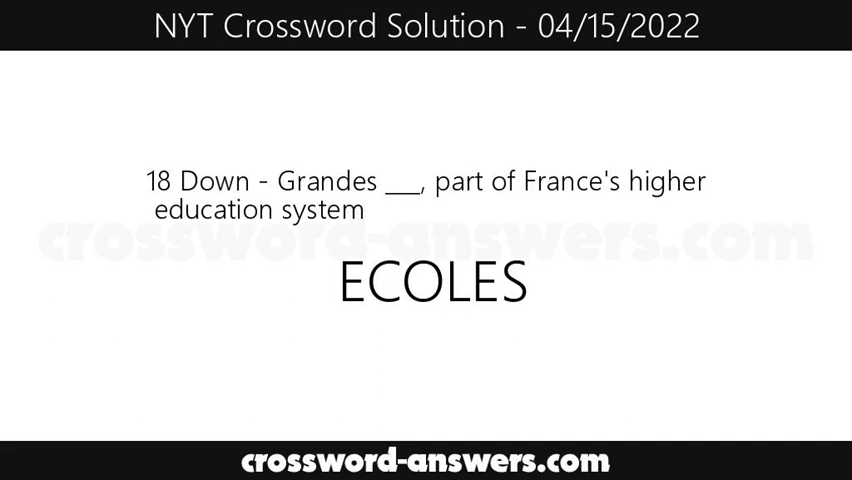 NYT Crossword Solution - 04/15/2022
18 Down - Grandes ___, part of France's higher
education system
crossword-answers.com
ECOLES
crossword-answers.com